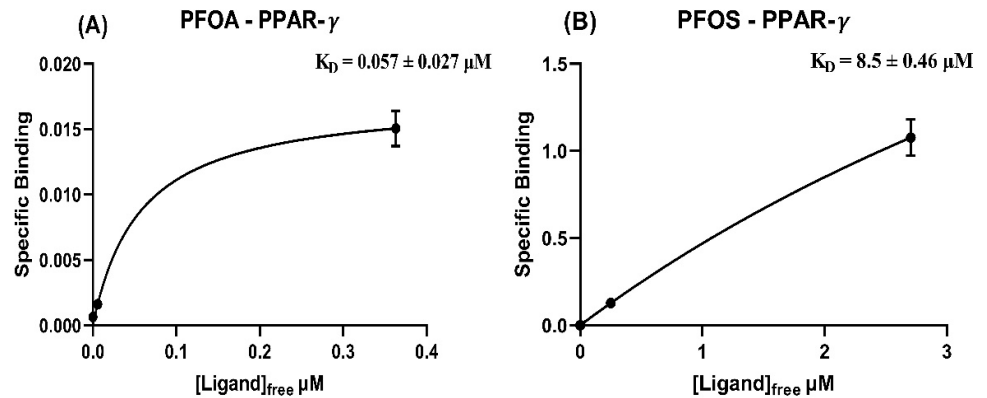 (A) PFOA - PPAR-γ
K_D = 0.057 ± 0.027 μM
0.020
0.015
0.010
0.005
0.000
Specific Binding
0.0 0.1 0.2 0.3 0.4
[Ligand]free μM
(B) PFOS - PPAR-γ
K_D = 8.5 ± 0.46 μM
1.5
1.0
0.5
0.0
Specific Binding
0 1 2 3
[Ligand]free μM